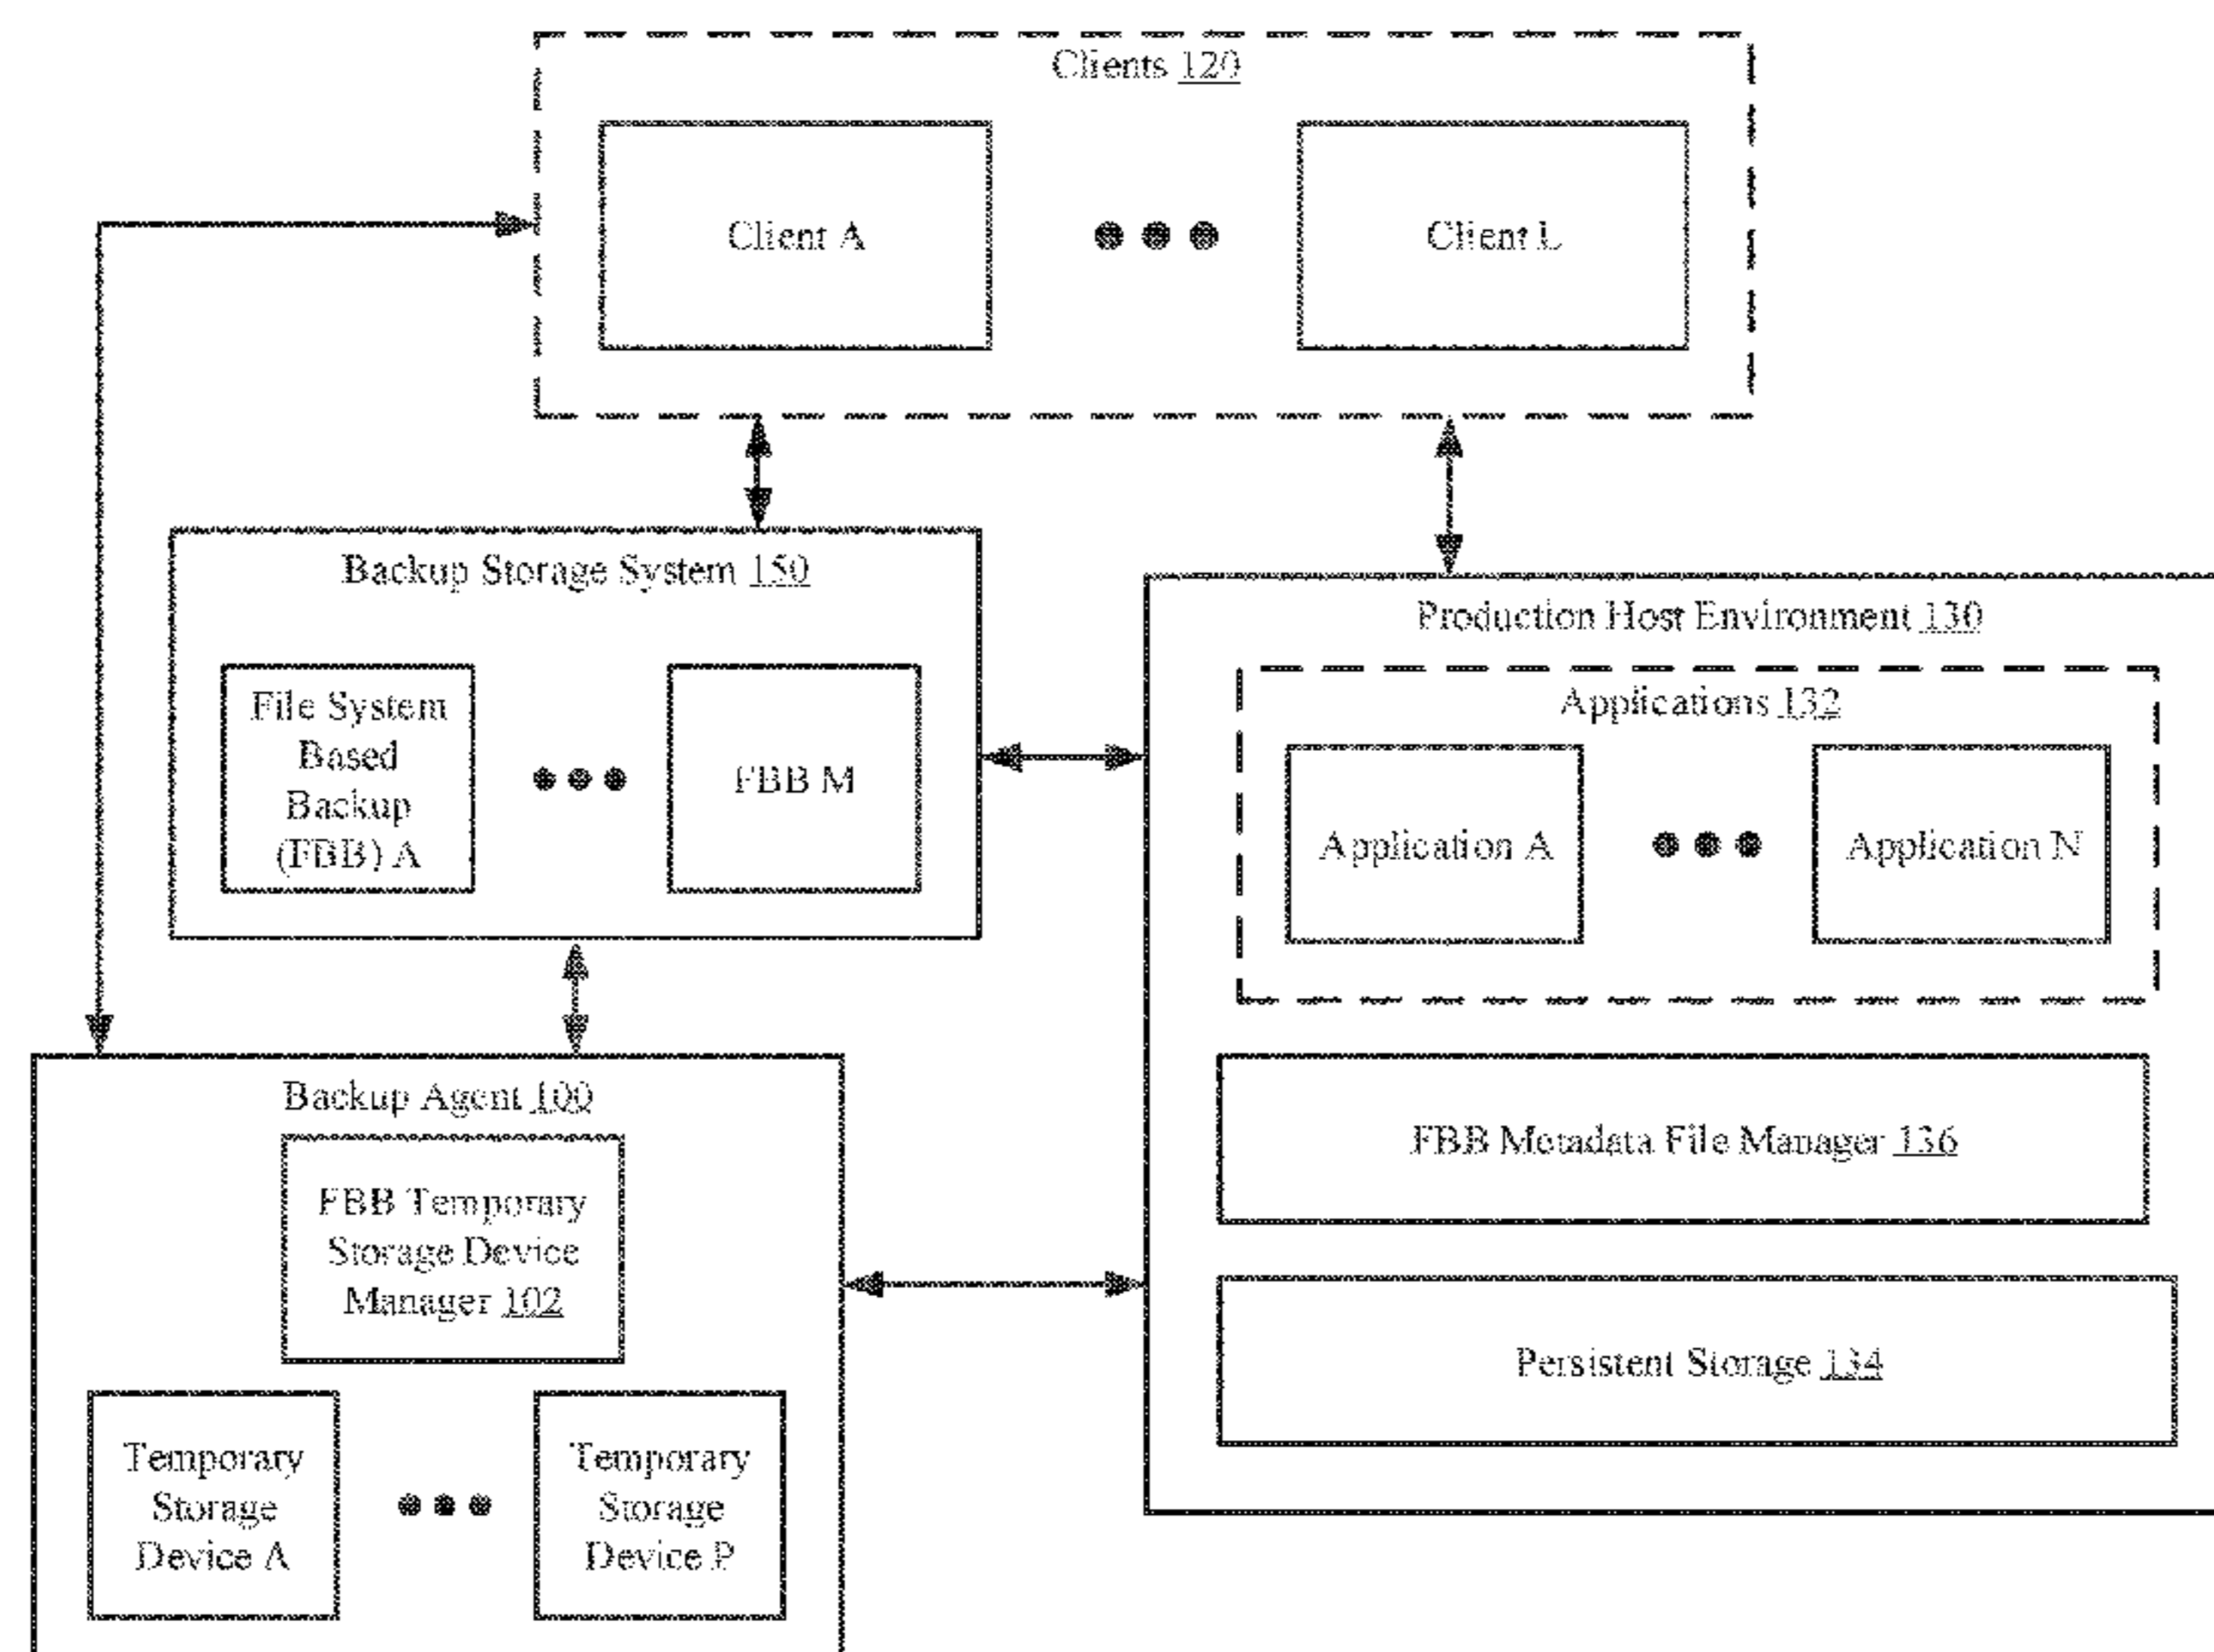 Clients 120
Client A
Client L
Backup Storage System 150
File System
Based
Backup
(FBB) A
FBB M
Production Host Environment 130
Applications 132
Application A
Application N
FBB Metadata File Manager 136
Persistent Storage 134
Backup Agent 100
FBB Temporary
Storage Device
Manager 102
Temporary
Storage
Device A
Temporary
Storage
Device P